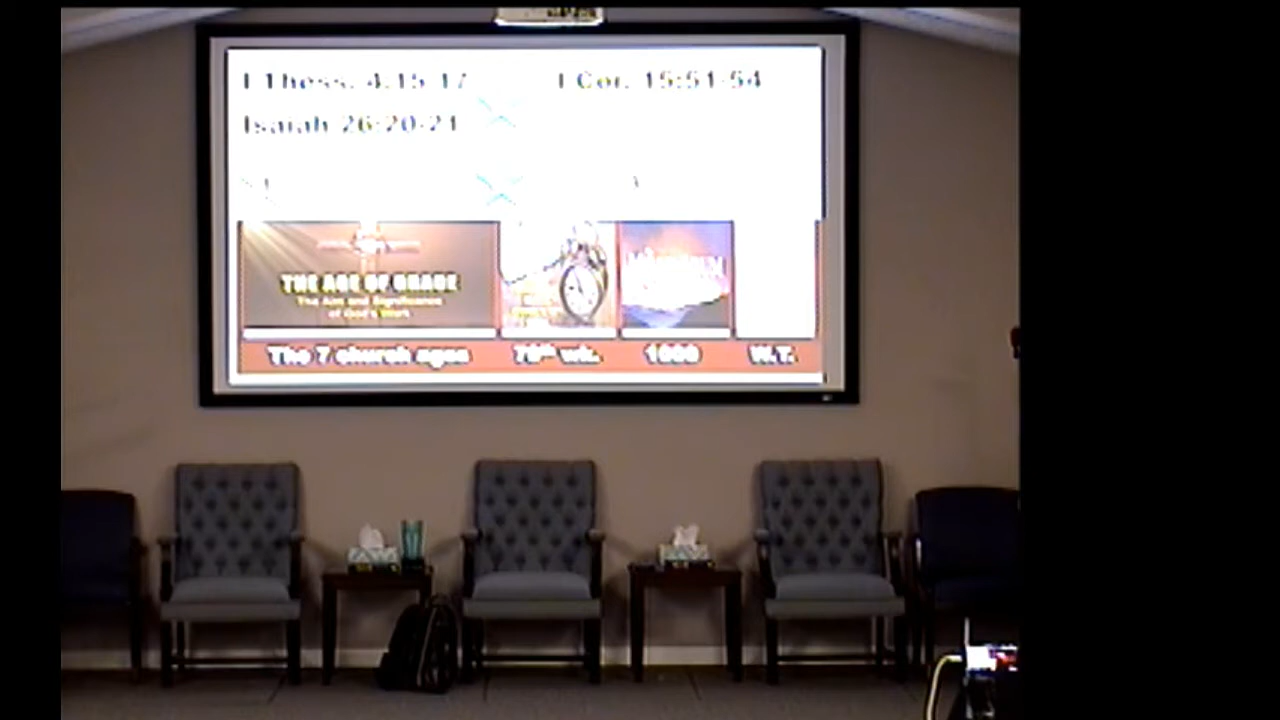 I Thess. 4:15-17 I Cor. 15:51-54
Isaiah 26:20-21
THE AGE OF GRACE
The Aim and Significance
of God's Work
The 7 church ages 70th wk. 1000 W.T.